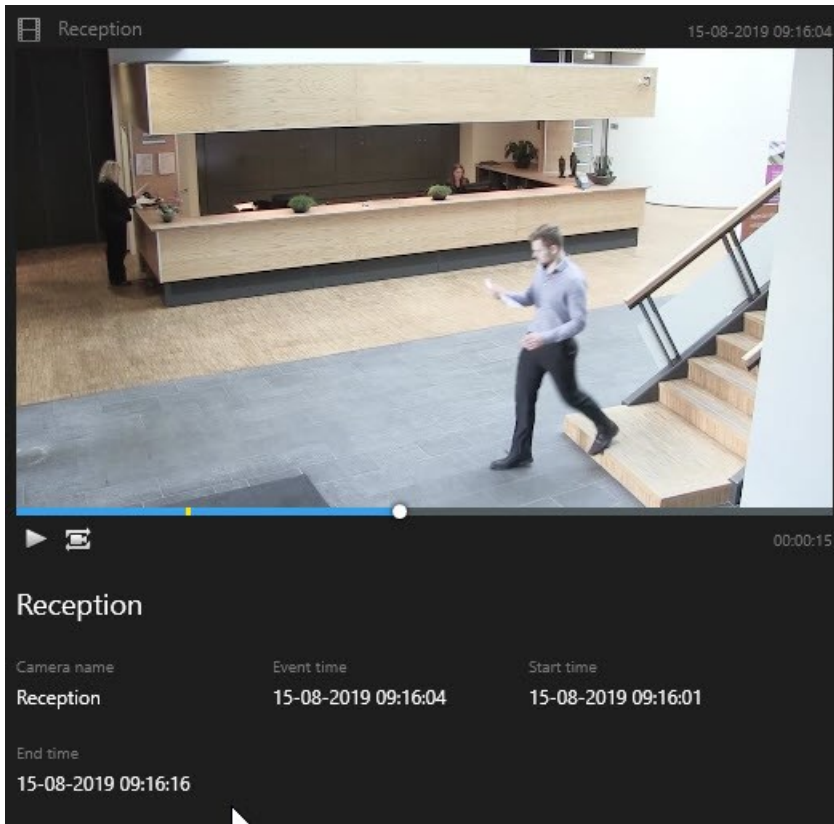 Reception
15-08-2019 09:16:04
00:00:15
Reception
Camera name
Event time
Start time
Reception
15-08-2019 09:16:04
15-08-2019 09:16:01
End time
15-08-2019 09:16:16